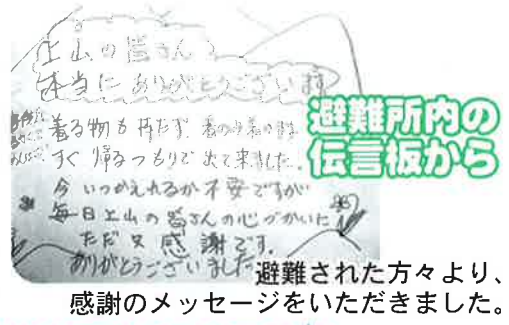 上山の皆さん
本当にありがとうございます
着る物も持たず 着のみ着のまま
すぐ帰るつもりで出て来ました。
今いつかえれるか不安ですが
毎日上山の皆さんの心づかいに
ただ 感謝です。
ありがとうございました
避難所内の
伝言板から
避難された方々より、
感謝のメッセージをいただきました。